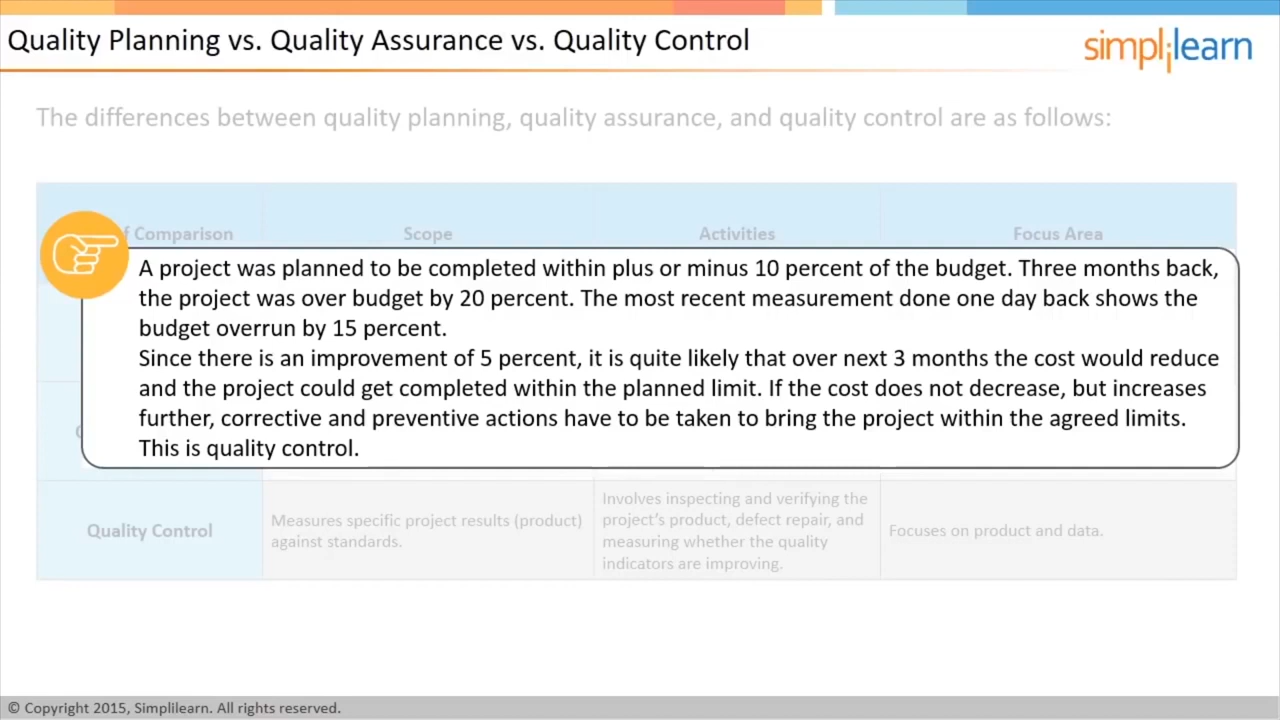 Quality Planning vs. Quality Assurance vs. Quality Control
simplilearn
The differences between quality planning, quality assurance, and quality control are as follows:
f Comparison
Scope
Activities
Focus Area
A project was planned to be completed within plus or minus 10 percent of the budget. Three months back,
the project was over budget by 20 percent. The most recent measurement done one day back shows the
budget overrun by 15 percent.
Since there is an improvement of 5 percent, it is quite likely that over next 3 months the cost would reduce
and the project could get completed within the planned limit. If the cost does not decrease, but increases
further, corrective and preventive actions have to be taken to bring the project within the agreed limits.
This is quality control.
Quality Control
Measures specific project results (product)
against standards.
Involves inspecting and verifying the
project’s product, defect repair, and
measuring whether the quality
indicators are improving.
Focuses on product and data.
© Copyright 2015, Simplilearn. All rights reserved.